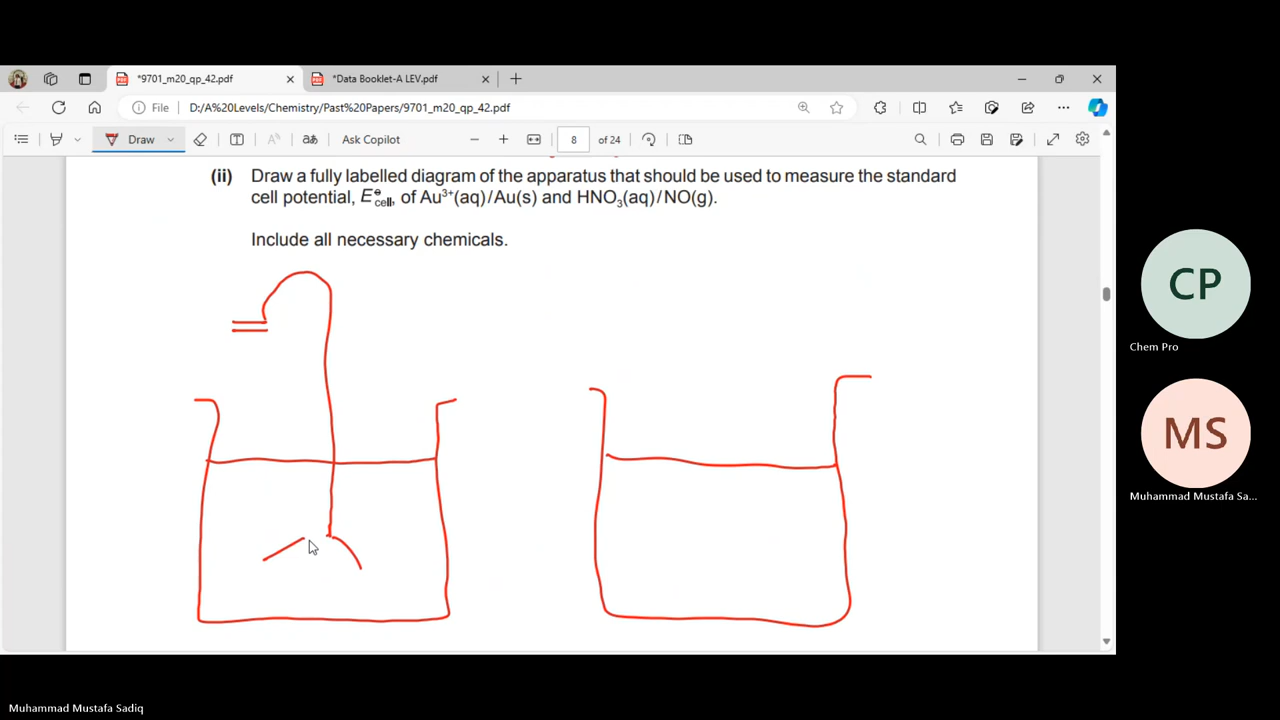 *9701_m20_qp_42.pdf
*Data Booklet-A LEV.pdf
File
D:/A%20Levels/Chemistry/Past%20Papers/9701_m20_qp_42.pdf
Draw
aあ
Ask Copilot
8
of 24
(ii) Draw a fully labelled diagram of the apparatus that should be used to measure the standard
cell potential, E⦵cell, of Au³⁺(aq)/Au(s) and HNO₃(aq)/NO(g).
Include all necessary chemicals.
CP
Chem Pro
MS
Muhammad Mustafa Sa...
Muhammad Mustafa Sadiq